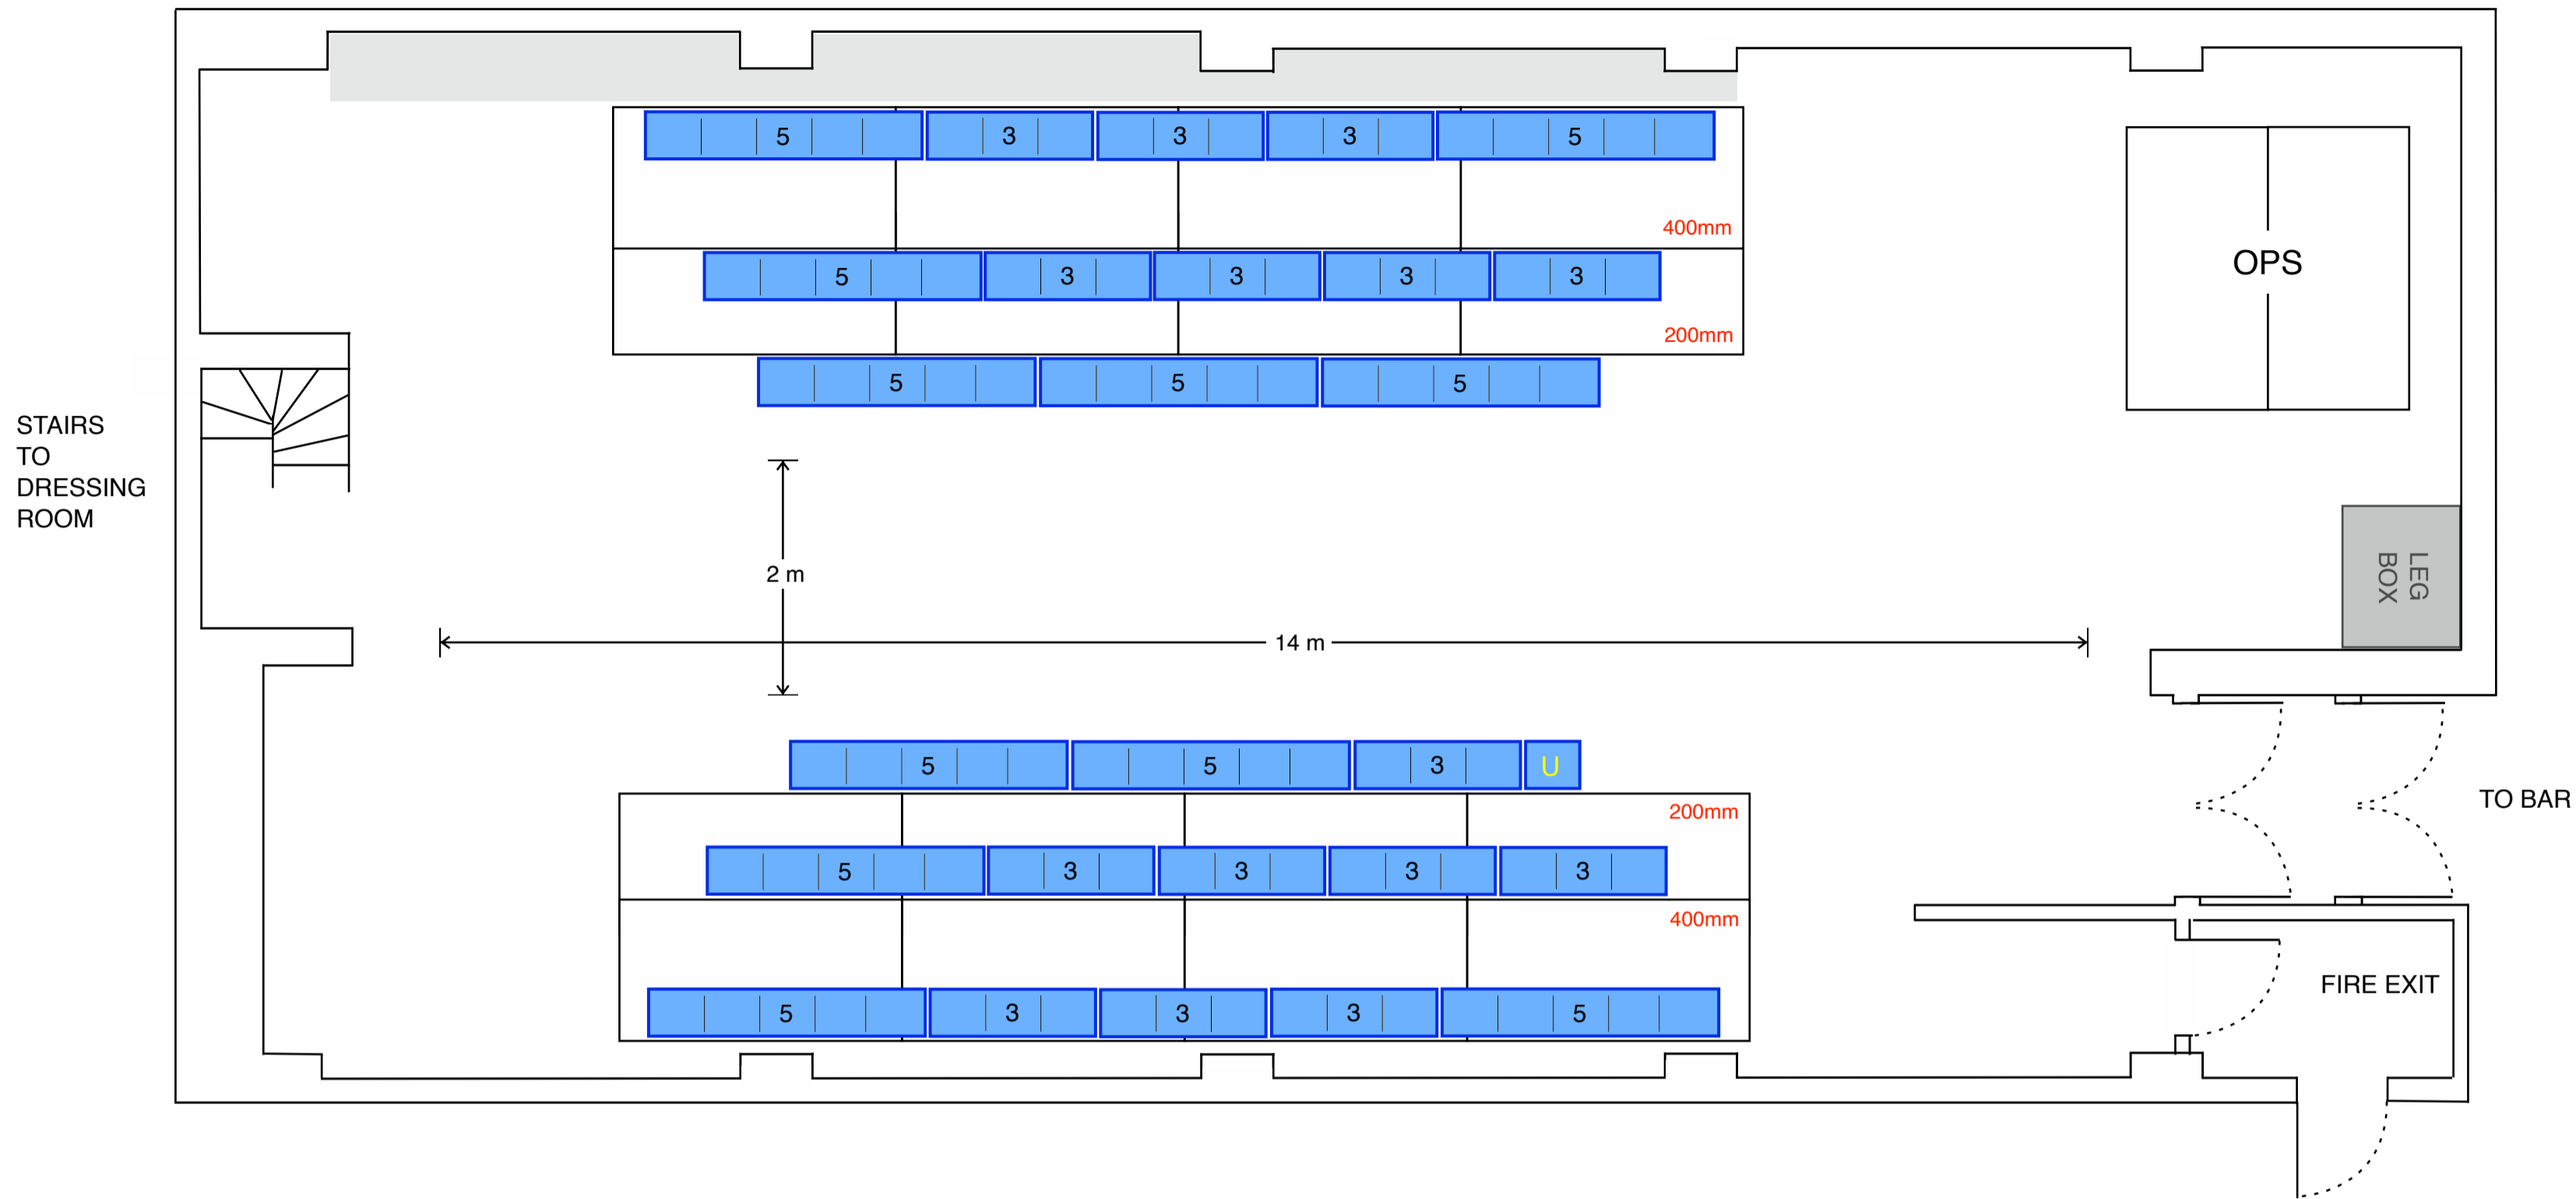 5 3 3 3 5
400mm
OPS
5 3 3 3 3
200mm
5 5 5
STAIRS
TO
DRESSING
ROOM
2 m
LEG
BOX
14 m
5 5 3 U
200mm
TO BAR
5 3 3 3 3
400mm
FIRE EXIT
5 3 3 3 5